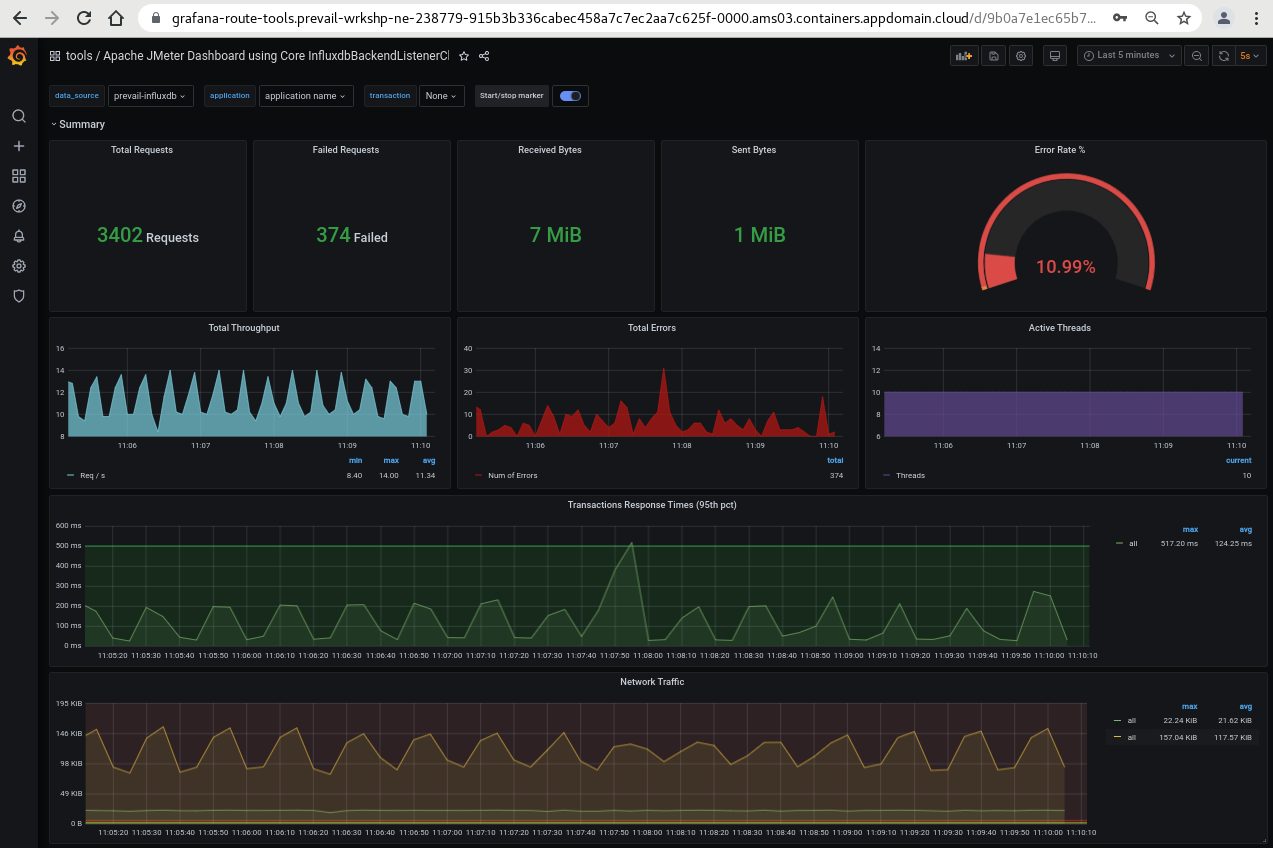 grafana-route-tools.prevail-wrkshp-ne-238779-915b3b336cabec458a7c7ec2aa7c625f-0000.ams03.containers.appdomain.cloud/d/9b0a7e1ec65b7...
tools / Apache JMeter Dashboard using Core InfluxdbBackendListenerCl
Last 5 minutes
5s
data_source prevail-influxdb application application name transaction None Start/stop marker
Summary
Total Requests
3402 Requests
Failed Requests
374 Failed
Received Bytes
7 MiB
Sent Bytes
1 MiB
Error Rate %
10.99%
Total Throughput
16
14
12
10
8
11:06 11:07 11:08 11:09 11:10
min max avg
Req / s 8.40 14.00 11.34
Total Errors
40
30
20
10
0
11:06 11:07 11:08 11:09 11:10
total
Num of Errors 374
Active Threads
14
12
10
8
6
11:06 11:07 11:08 11:09 11:10
current
Threads 10
Transactions Response Times (95th pct)
600 ms
500 ms
400 ms
300 ms
200 ms
100 ms
0 ms
11:05:20 11:05:30 11:05:40 11:05:50 11:06:00 11:06:10 11:06:20 11:06:30 11:06:40 11:06:50 11:07:00 11:07:10 11:07:20 11:07:30 11:07:40 11:07:50 11:08:00 11:08:10 11:08:20 11:08:30 11:08:40 11:08:50 11:09:00 11:09:10 11:09:20 11:09:30 11:09:40 11:09:50 11:10:00 11:10:10
max avg
all 517.20 ms 124.25 ms
Network Traffic
195 KiB
146 KiB
98 KiB
49 KiB
0 B
11:05:20 11:05:30 11:05:40 11:05:50 11:06:00 11:06:10 11:06:20 11:06:30 11:06:40 11:06:50 11:07:00 11:07:10 11:07:20 11:07:30 11:07:40 11:07:50 11:08:00 11:08:10 11:08:20 11:08:30 11:08:40 11:08:50 11:09:00 11:09:10 11:09:20 11:09:30 11:09:40 11:09:50 11:10:00 11:10:10
max avg
all 22.24 KiB 21.62 KiB
all 157.04 KiB 117.57 KiB